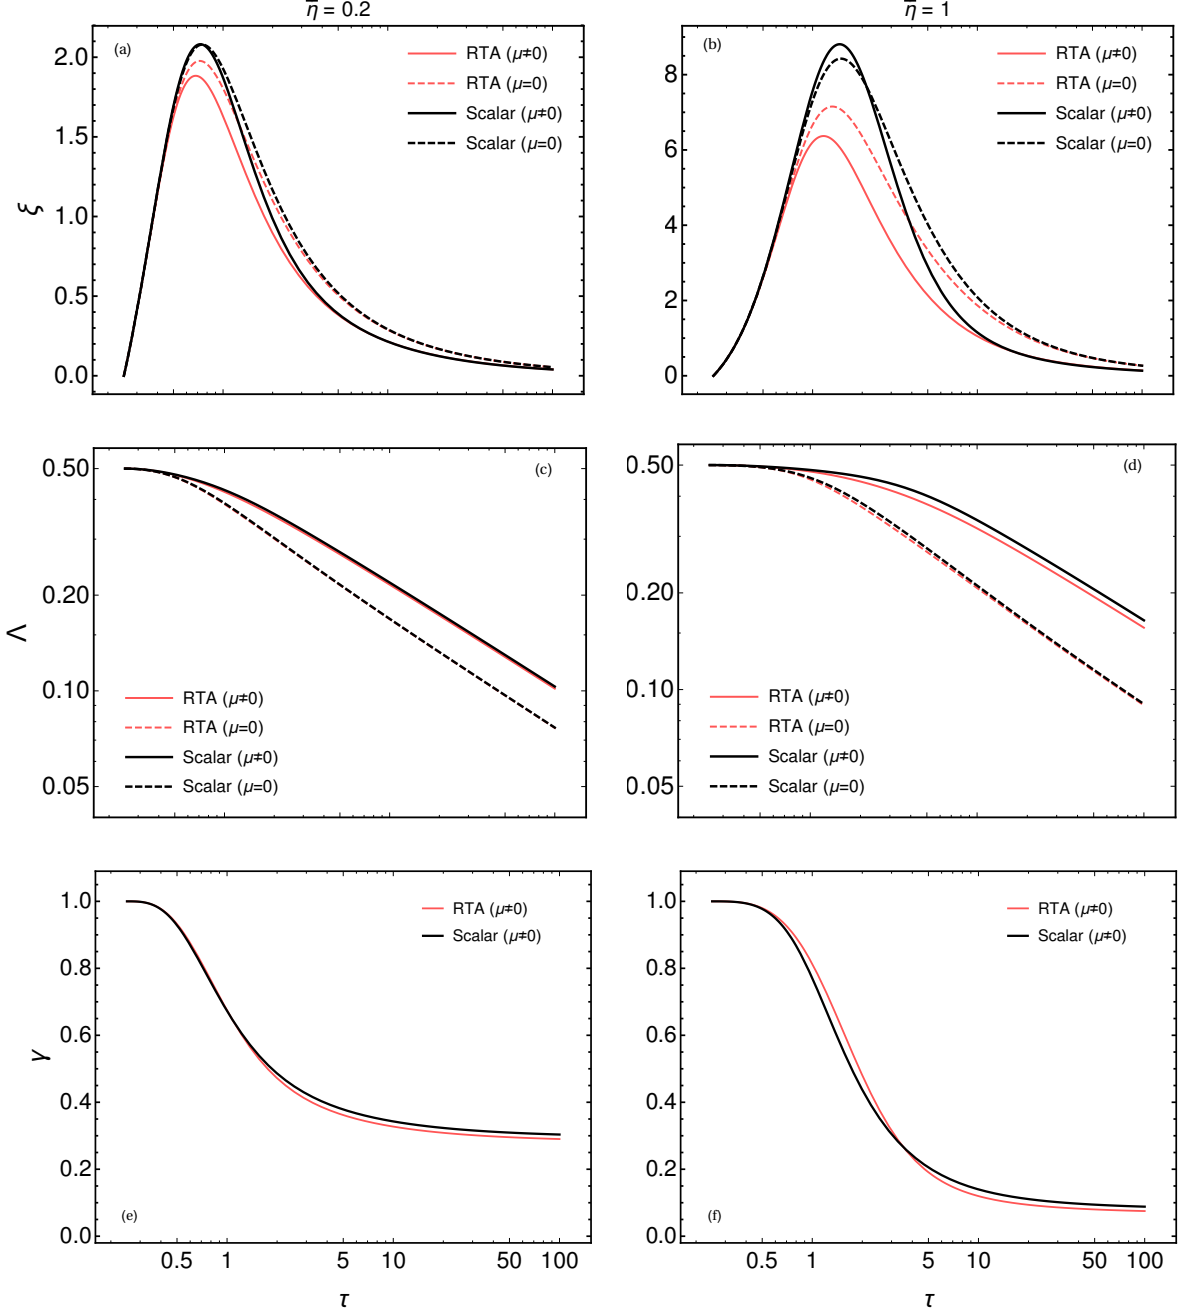 η̅ = 0.2
η̅ = 1
(a)
RTA (μ≠0)
RTA (μ=0)
Scalar (μ≠0)
Scalar (μ=0)
2.0
1.5
1.0
0.5
0.0
ξ
(b)
RTA (μ≠0)
RTA (μ=0)
Scalar (μ≠0)
Scalar (μ=0)
8
6
4
2
0
(c)
0.50
0.20
0.10
0.05
Λ
RTA (μ≠0)
RTA (μ=0)
Scalar (μ≠0)
Scalar (μ=0)
(d)
0.50
0.20
0.10
0.05
RTA (μ≠0)
RTA (μ=0)
Scalar (μ≠0)
Scalar (μ=0)
1.0
0.8
0.6
0.4
0.2
0.0
γ
RTA (μ≠0)
Scalar (μ≠0)
(e)
0.5 1 5 10 50 100
τ
1.0
0.8
0.6
0.4
0.2
0.0
RTA (μ≠0)
Scalar (μ≠0)
(f)
0.5 1 5 10 50 100
τ